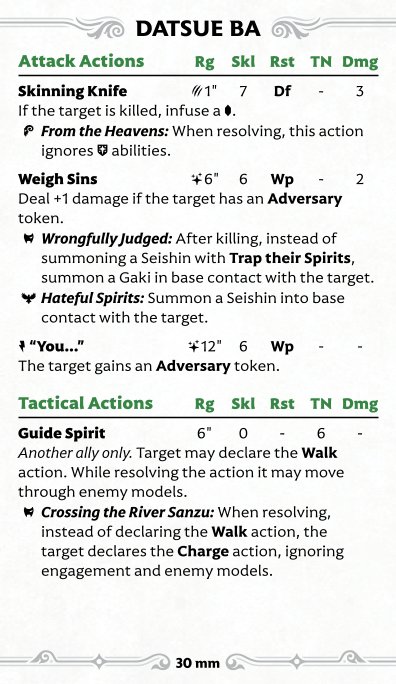 DATSUE BA
Attack Actions Rg Skl Rst TN Dmg
Skinning Knife 1" 7 Df - 3
If the target is killed, infuse a .
From the Heavens: When resolving, this action
ignores abilities.
Weigh Sins 6" 6 Wp - 2
Deal +1 damage if the target has an Adversary
token.
Wrongfully Judged: After killing, instead of
summoning a Seishin with Trap their Spirits,
summon a Gaki in base contact with the target.
Hateful Spirits: Summon a Seishin into base
contact with the target.
“You...” 12" 6 Wp - -
The target gains an Adversary token.
Tactical Actions Rg Skl Rst TN Dmg
Guide Spirit 6" 0 - 6 -
Another ally only. Target may declare the Walk
action. While resolving the action it may move
through enemy models.
Crossing the River Sanzu: When resolving,
instead of declaring the Walk action, the
target declares the Charge action, ignoring
engagement and enemy models.
30 mm